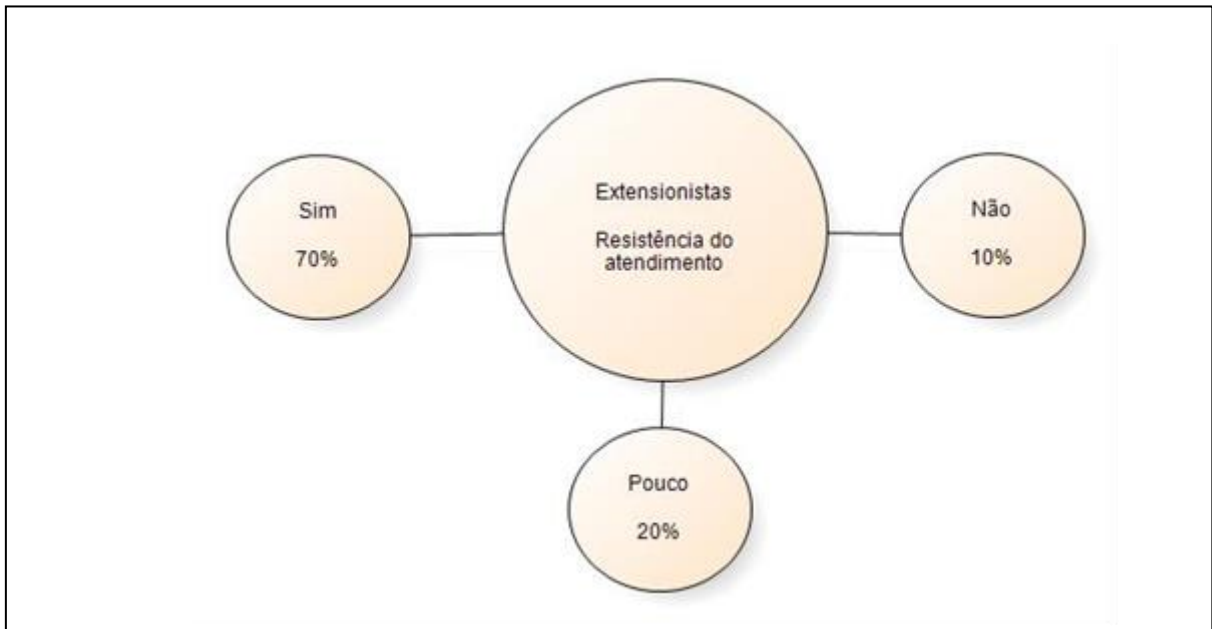 Extensionistas
Resistência do
atendimento
Sim
70%
Não
10%
Pouco
20%